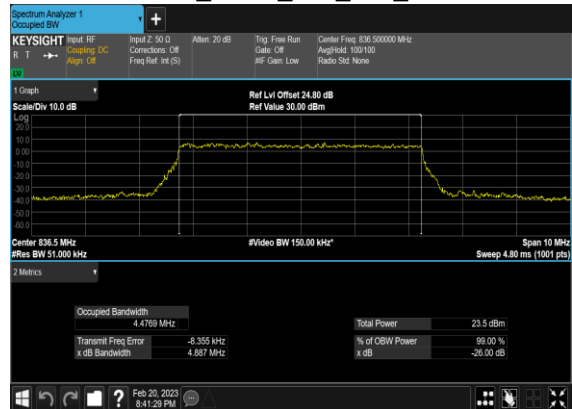 Spectrum Analyzer 1
Occupied BW
+
KEYSIGHT Input: RF Input Z: 50 Ω Atten: 20 dB Trig: Free Run Center Freq: 836.500000 MHz
R T Coupling: DC Corrections: Off Gate: Off Avg|Hold: 100/100
Align: Off Freq Ref: Int (S) #IF Gain: Low Radio Std: None
1 Graph Ref Lvl Offset 24.80 dB
Scale/Div 10.0 dB Ref Value 30.00 dBm
Log
20.0
10.0
0.00
-10.0
-20.0
-30.0
-40.0
-50.0
-60.0
Center 836.5 MHz #Video BW 150.00 kHz* Span 10 MHz
#Res BW 51.000 kHz Sweep 4.80 ms (1001 pts)
2 Metrics
Occupied Bandwidth
4.4769 MHz Total Power 23.5 dBm
Transmit Freq Error -8.355 kHz % of OBW Power 99.00 %
x dB Bandwidth 4.887 MHz x dB -26.00 dB
? Feb 20, 2023
8:41:29 PM